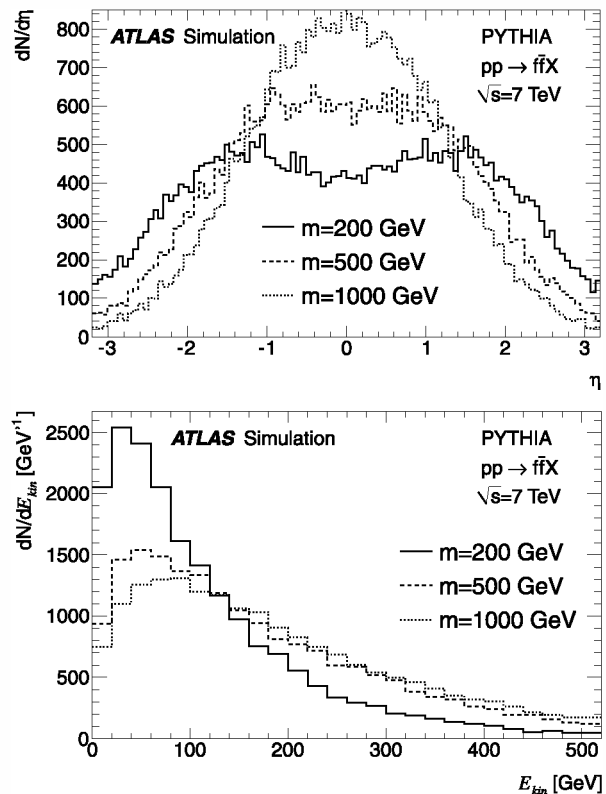 dN/dη
800
700
600
500
400
300
200
100
0
ATLAS Simulation
PYTHIA
pp → ff̄X
√s=7 TeV
m=200 GeV
m=500 GeV
m=1000 GeV
-3 -2 -1 0 1 2 3
η
dN/dE_kin [GeV⁻¹]
2500
2000
1500
1000
500
0
ATLAS Simulation
PYTHIA
pp → ff̄X
√s=7 TeV
m=200 GeV
m=500 GeV
m=1000 GeV
0 100 200 300 400 500
E_kin [GeV]